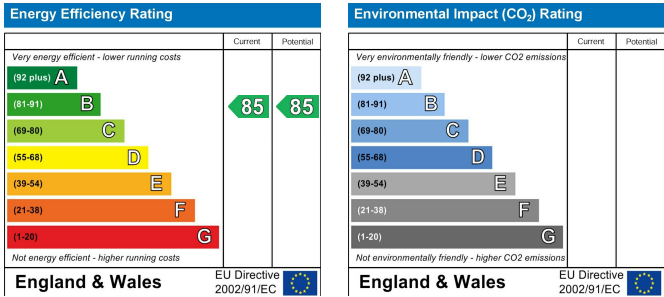 Energy Efficiency Rating
Current Potential
Very energy efficient - lower running costs
(92 plus) A
(81-91) B
85 85
(69-80) C
(55-68) D
(39-54) E
(21-38) F
(1-20) G
Not energy efficient - higher running costs
England & Wales
EU Directive
2002/91/EC
Environmental Impact (CO₂) Rating
Current Potential
Very environmentally friendly - lower CO2 emissions
(92 plus) A
(81-91) B
(69-80) C
(55-68) D
(39-54) E
(21-38) F
(1-20) G
Not environmentally friendly - higher CO2 emissions
England & Wales
EU Directive
2002/91/EC